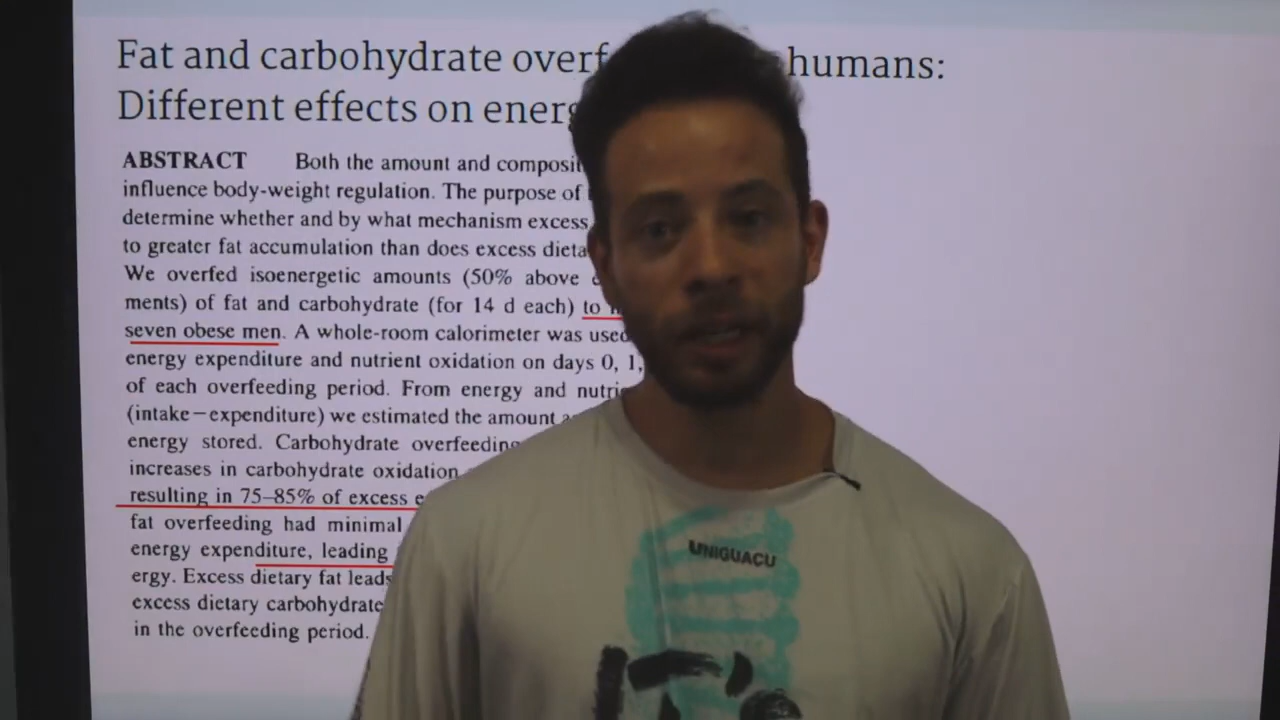 Fat and carbohydrate overf humans:
Different effects on energ
ABSTRACT Both the amount and composit
influence body-weight regulation. The purpose of
determine whether and by what mechanism excess
to greater fat accumulation than does excess dieta
We overfed isoenergetic amounts (50% above
ments) of fat and carbohydrate (for 14 d each) to
seven obese men. A whole-room calorimeter was used
energy expenditure and nutrient oxidation on days 0, 1,
of each overfeeding period. From energy and nutri
(intake−expenditure) we estimated the amount
energy stored. Carbohydrate overfeeding
increases in carbohydrate oxidation
resulting in 75–85% of excess e
fat overfeeding had minimal
energy expenditure, leading
ergy. Excess dietary fat leads
excess dietary carbohydrate
in the overfeeding period.
UNIGUACU